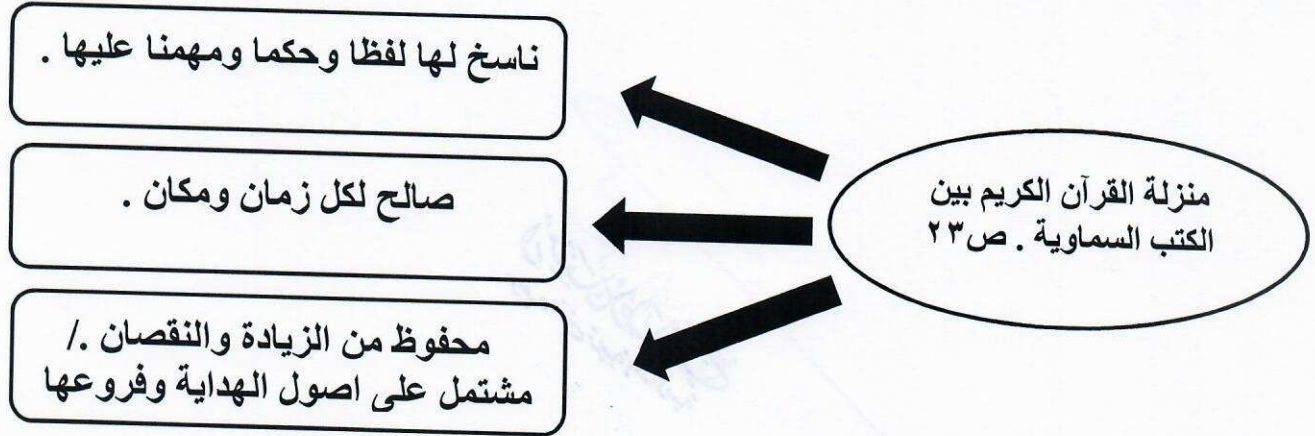 منزلة القرآن الكريم بين
الكتب السماوية . ص٢٣
ناسخ لها لفظا وحكما ومهمنا عليها .
صالح لكل زمان ومكان .
محفوظ من الزيادة والنقصان ./
مشتمل على اصول الهداية وفروعها